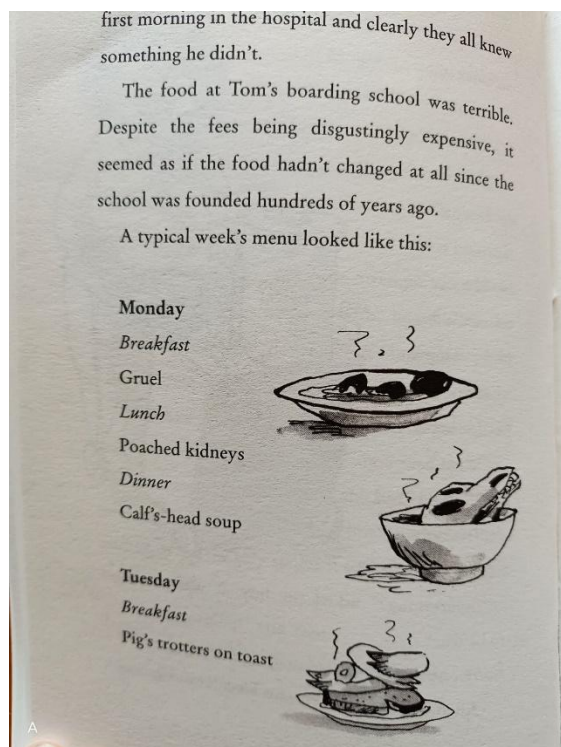 first morning in the hospital and clearly they all knew
something he didn't.
The food at Tom's boarding school was terrible.
Despite the fees being disgustingly expensive, it
seemed as if the food hadn't changed at all since the
school was founded hundreds of years ago.
A typical week's menu looked like this:
Monday
Breakfast
Gruel
Lunch
Poached kidneys
Dinner
Calf's-head soup
Tuesday
Breakfast
Pig's trotters on toast
A